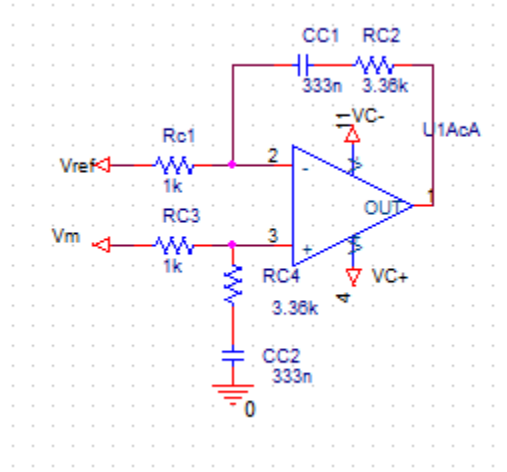 CC1 RC2
333n 3.36k
11 VC-
U1AcA
Rc1
Vref 2 -
1k
OUT 1
RC3
Vm 3 +
1k
RC4 4 VC+
3.36k
CC2
333n
0